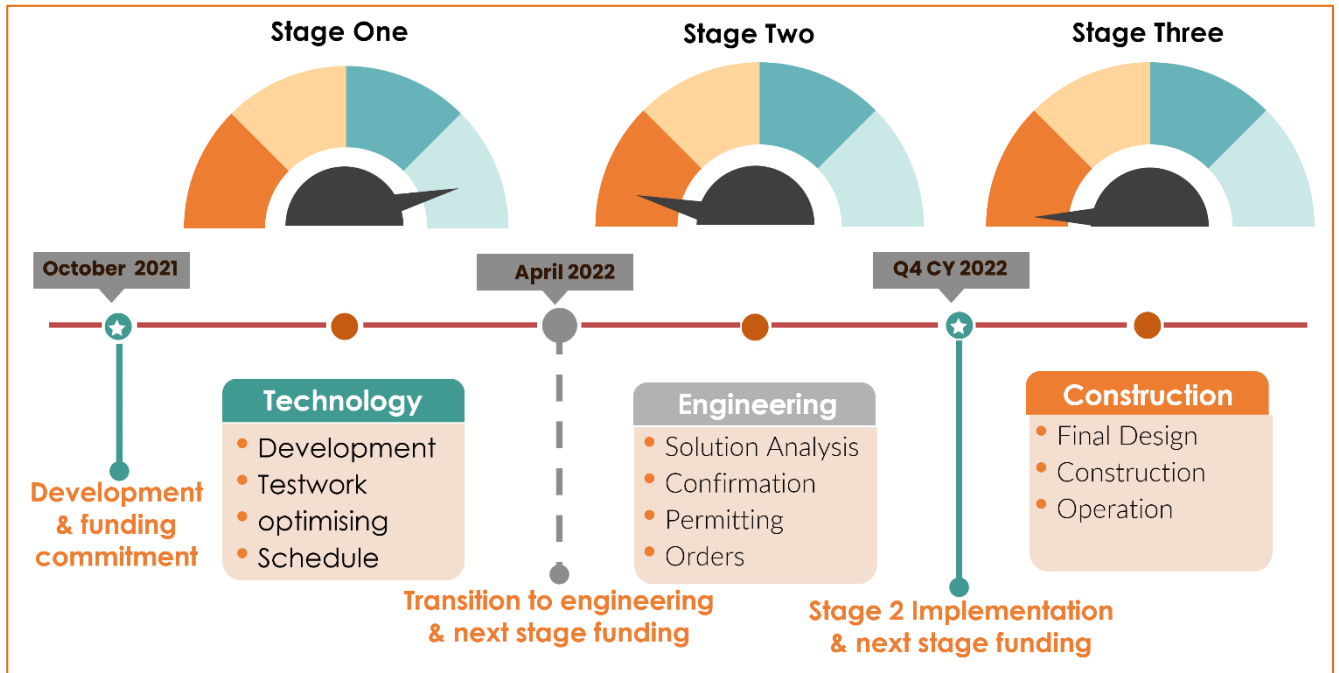 Stage One
Stage Two
Stage Three
October 2021
April 2022
Q4 CY 2022
Technology
Development
Testwork
optimising
Schedule
Engineering
Solution Analysis
Confirmation
Permitting
Orders
Construction
Final Design
Construction
Operation
Development
& funding
commitment
Transition to engineering
& next stage funding
Stage 2 Implementation
& next stage funding